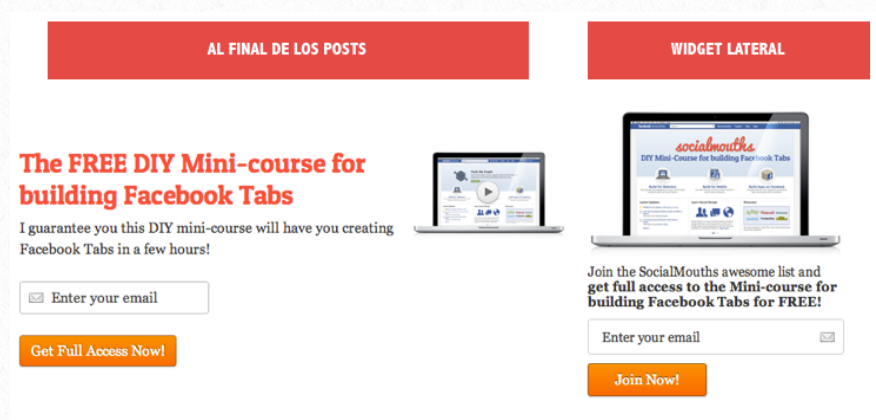 AL FINAL DE LOS POSTS
WIDGET LATERAL
The FREE DIY Mini-course for
building Facebook Tabs
I guarantee you this DIY mini-course will have you creating
Facebook Tabs in a few hours!
Enter your email
Get Full Access Now!
socialmouths
DIY Mini-Course for building Facebook Tabs
Join the SocialMouths awesome list and
get full access to the Mini-course for
building Facebook Tabs for FREE!
Enter your email
Join Now!